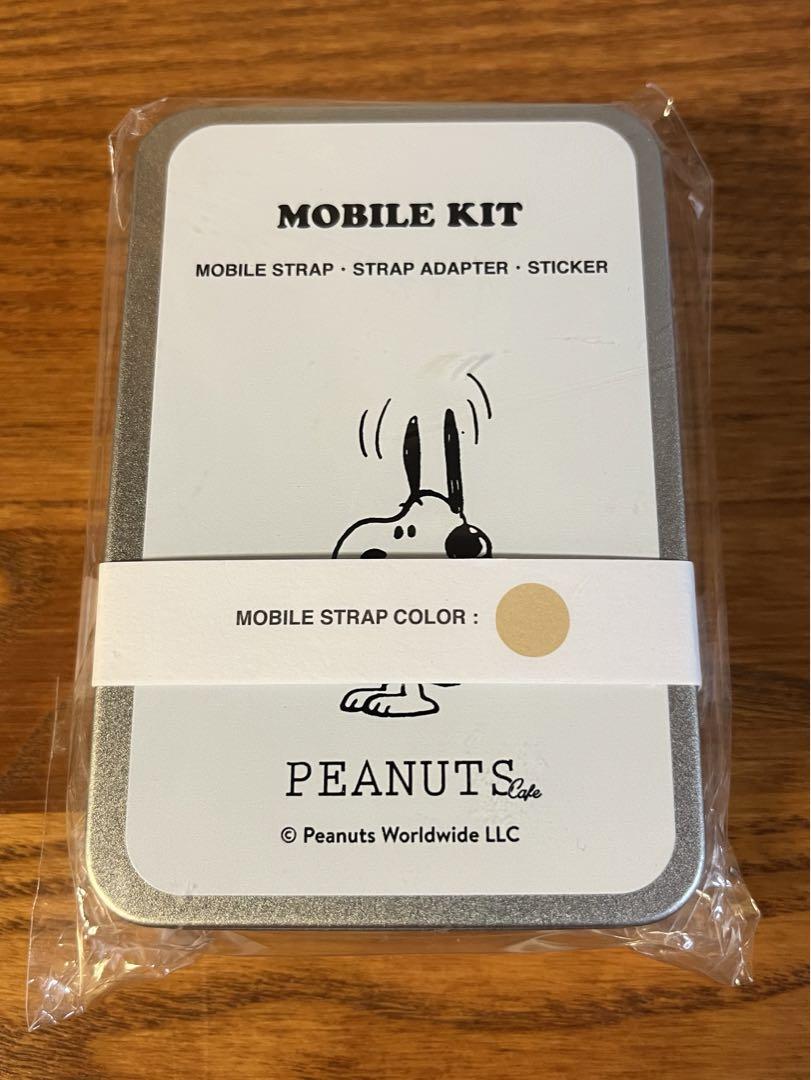 MOBILE KIT
MOBILE STRAP・STRAP ADAPTER・STICKER
MOBILE STRAP COLOR :
PEANUTS Cafe
© Peanuts Worldwide LLC